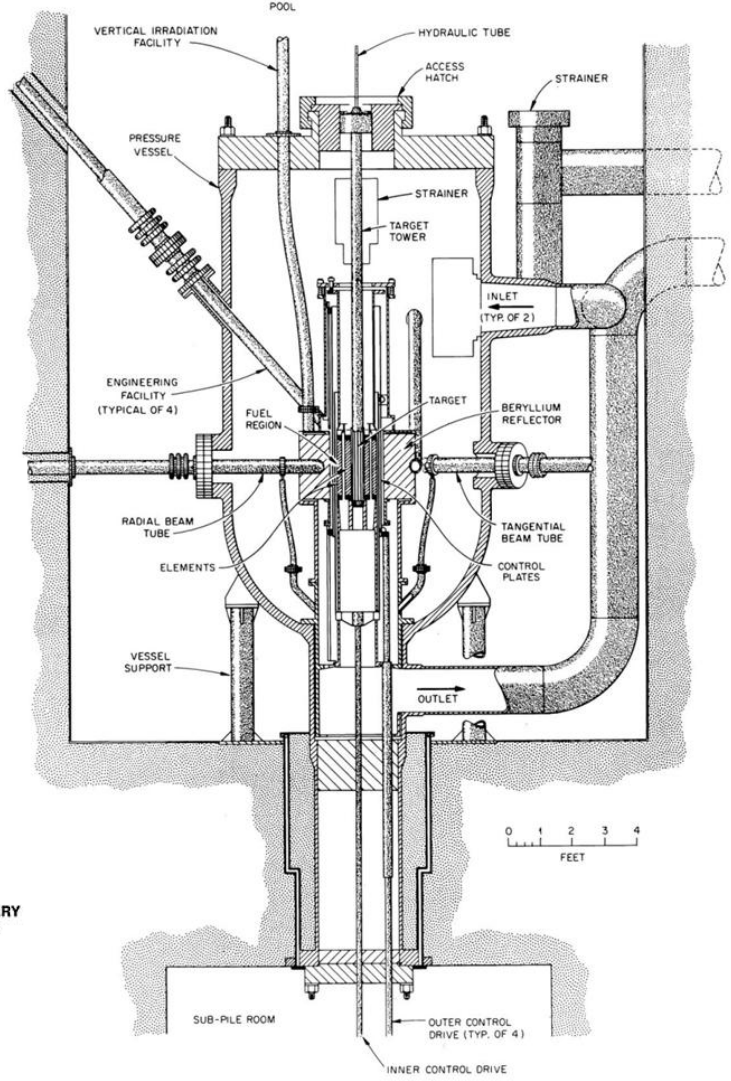 POOL
VERTICAL IRRADIATION
FACILITY
HYDRAULIC TUBE
ACCESS
HATCH
STRAINER
PRESSURE
VESSEL
STRAINER
TARGET
TOWER
INLET
(TYP. OF 2)
ENGINEERING
FACILITY
(TYPICAL OF 4)
FUEL
REGION
TARGET
BERYLLIUM
REFLECTOR
RADIAL BEAM
TUBE
TANGENTIAL
BEAM TUBE
ELEMENTS
CONTROL
PLATES
VESSEL
SUPPORT
OUTLET
0 1 2 3 4
FEET
RY
SUB-PILE ROOM
OUTER CONTROL
DRIVE (TYP. OF 4)
INNER CONTROL DRIVE